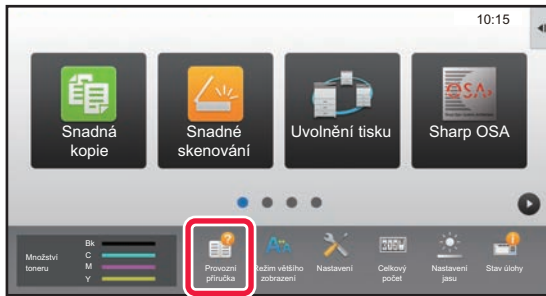 10:15
Snadná
kopie
Snadné
skenování
Uvolnění tisku
OSA
Sharp OSA
Množství
toneru
Bk
C
M
Y
Provozní
příručka
Režim většího
zobrazení
Nastavení
Celkový
počet
Nastavení
jasu
Stav úlohy